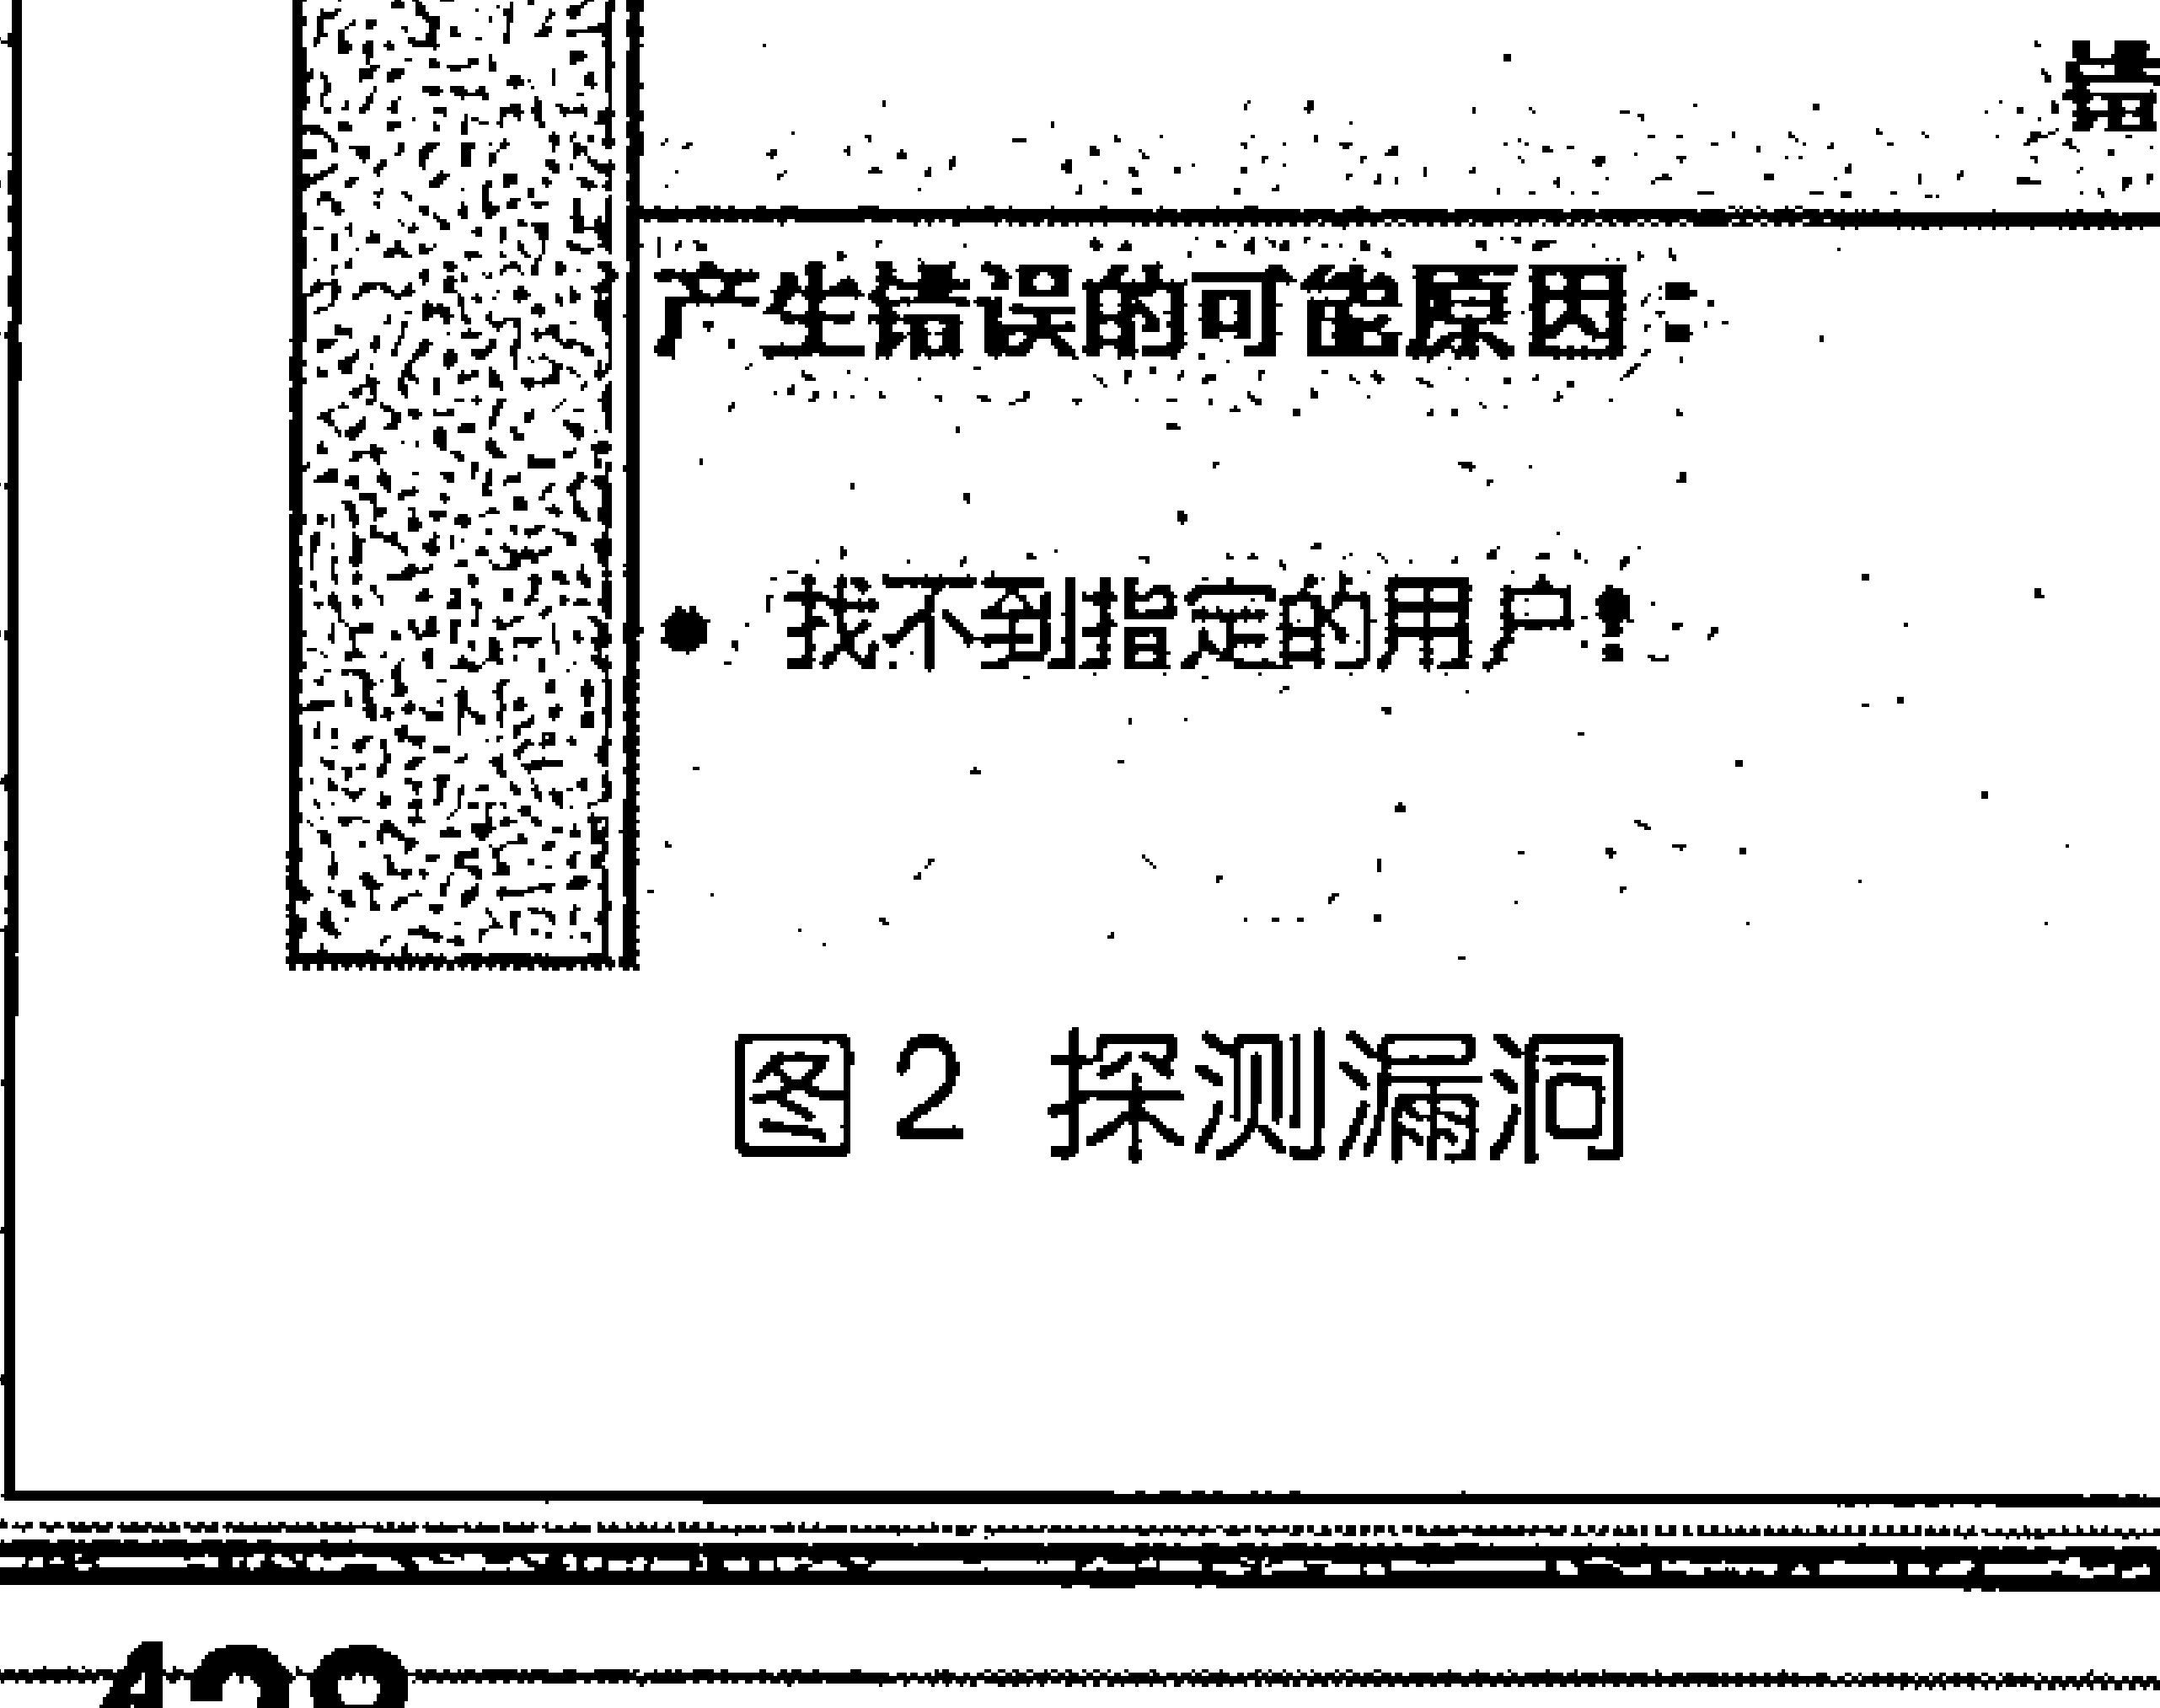 错
产生错误的可能原因：
● 找不到指定的用户!
图2 探测漏洞